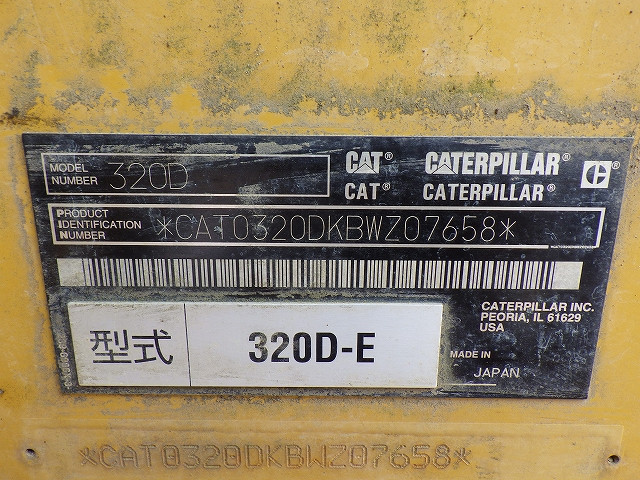 MODEL NUMBER 320D
CAT® CATERPILLAR®
CAT® CATERPILLAR®
PRODUCT IDENTIFICATION NUMBER *CAT0320DKBWZ07658*
CATERPILLAR INC.
PEORIA, IL 61629
USA
型式 320D-E
MADE IN JAPAN
*CAT0320DKBWZ07658*